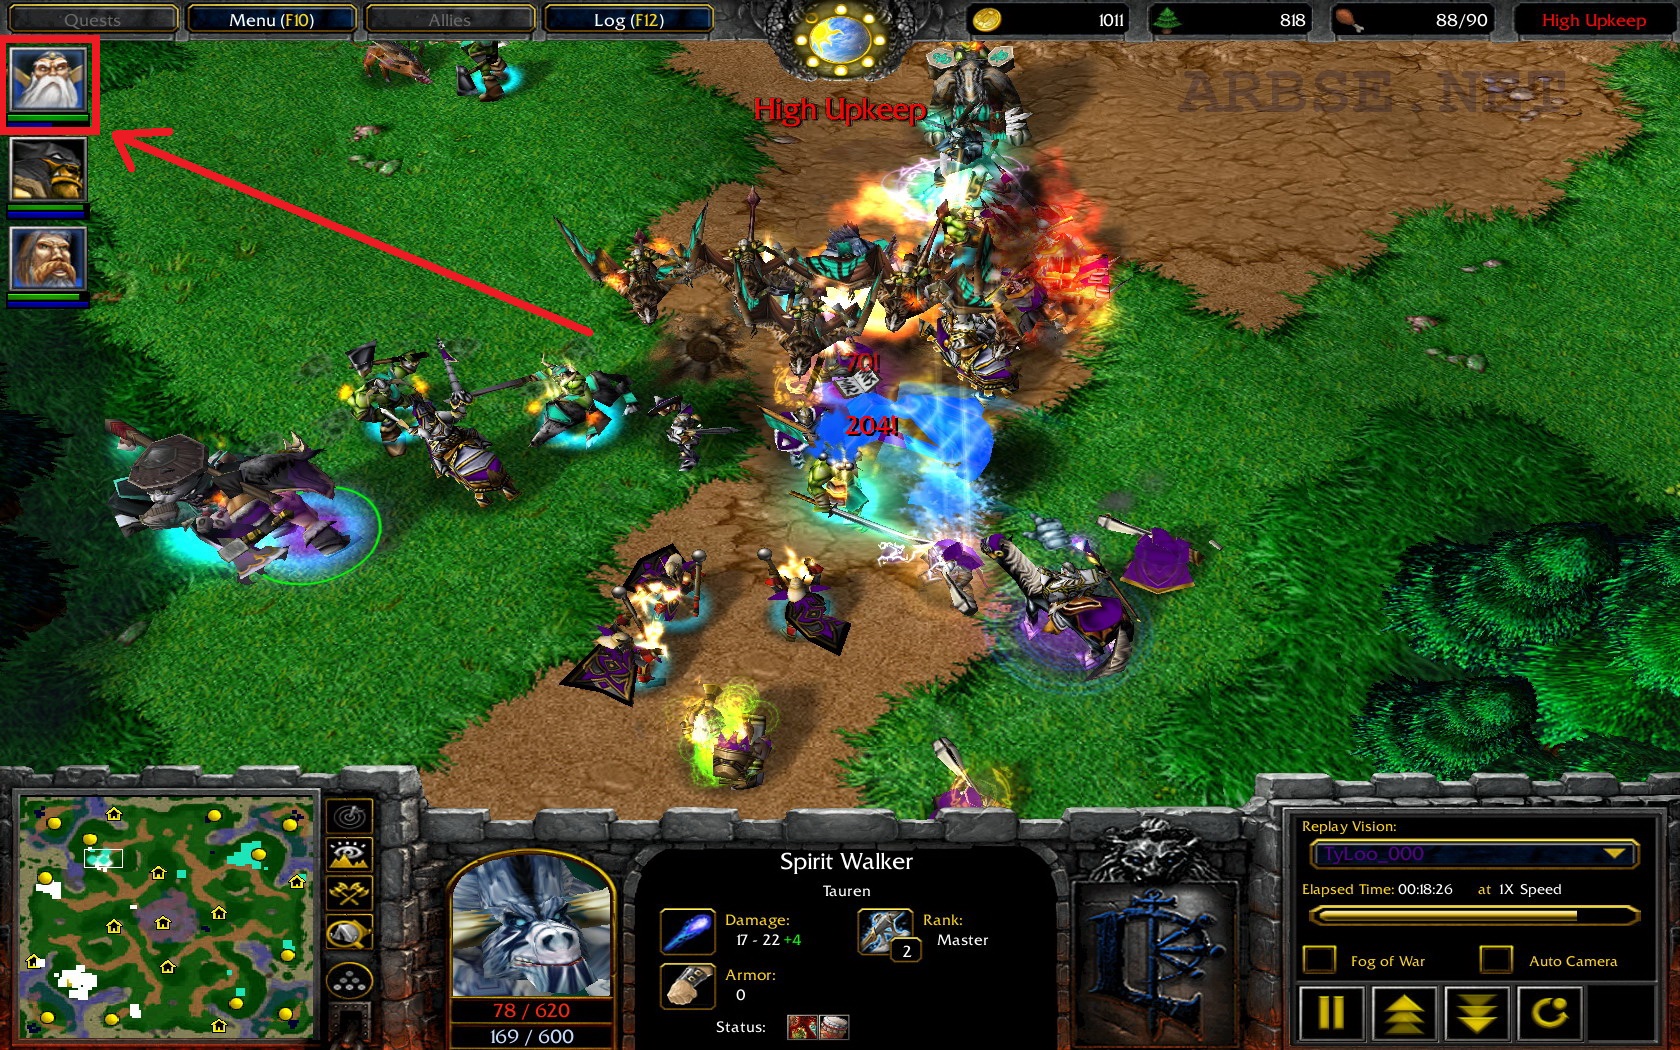 Quests Menu (F10) Allies Log (F12) 1011 818 88/90 High Upkeep
ARBSE NET
High Upkeep
70!
204!
Spirit Walker
Tauren
Damage:
17 - 22 +4
Rank:
Master
2
Armor:
0
Status:
78 / 620
169 / 600
Replay Vision:
TyLoo_000
Elapsed Time: 00:18:26 at 1X Speed
Fog of War Auto Camera